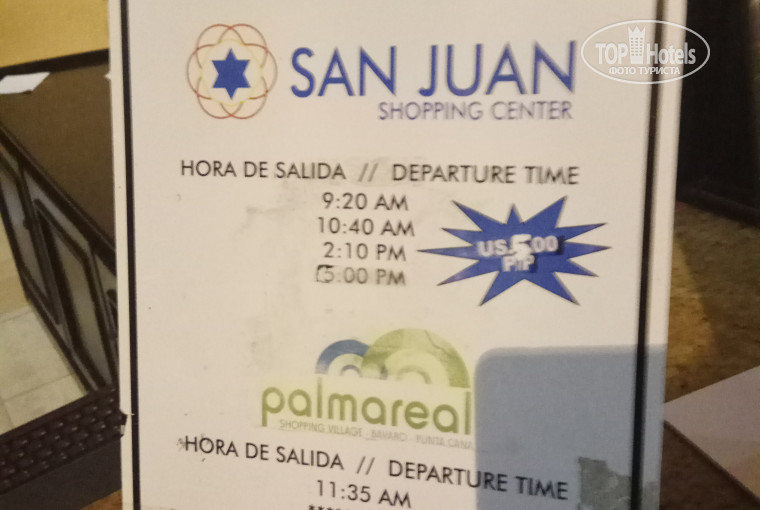 SAN JUAN
SHOPPING CENTER
TOP Hotels
ФОТО ТУРИСТА
HORA DE SALIDA // DEPARTURE TIME
9:20 AM
10:40 AM
2:10 PM
5:00 PM
US.5.00
P/P
palmareal
SHOPPING VILLAGE - BAVARO - PUNTA CANA
HORA DE SALIDA // DEPARTURE TIME
11:35 AM